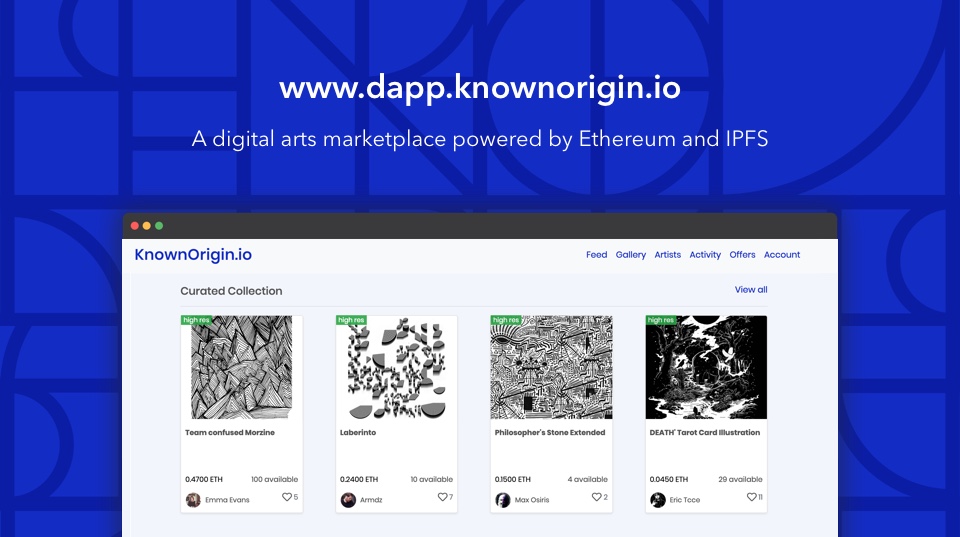 www.dapp.knownorigin.io
A digital arts marketplace powered by Ethereum and IPFS
KnownOrigin.io
Feed Gallery Artists Activity Offers Account
Curated Collection
View all
high res high res high res high res
Team confused Morzine Laberinto Philosopher's Stone Extended DEATH' Tarot Card Illustration
0.4700 ETH 100 available 0.2400 ETH 10 available 0.1500 ETH 4 available 0.0450 ETH 29 available
Emma Evans 5 Armdz 7 Max Osiris 2 Eric Tcce 11